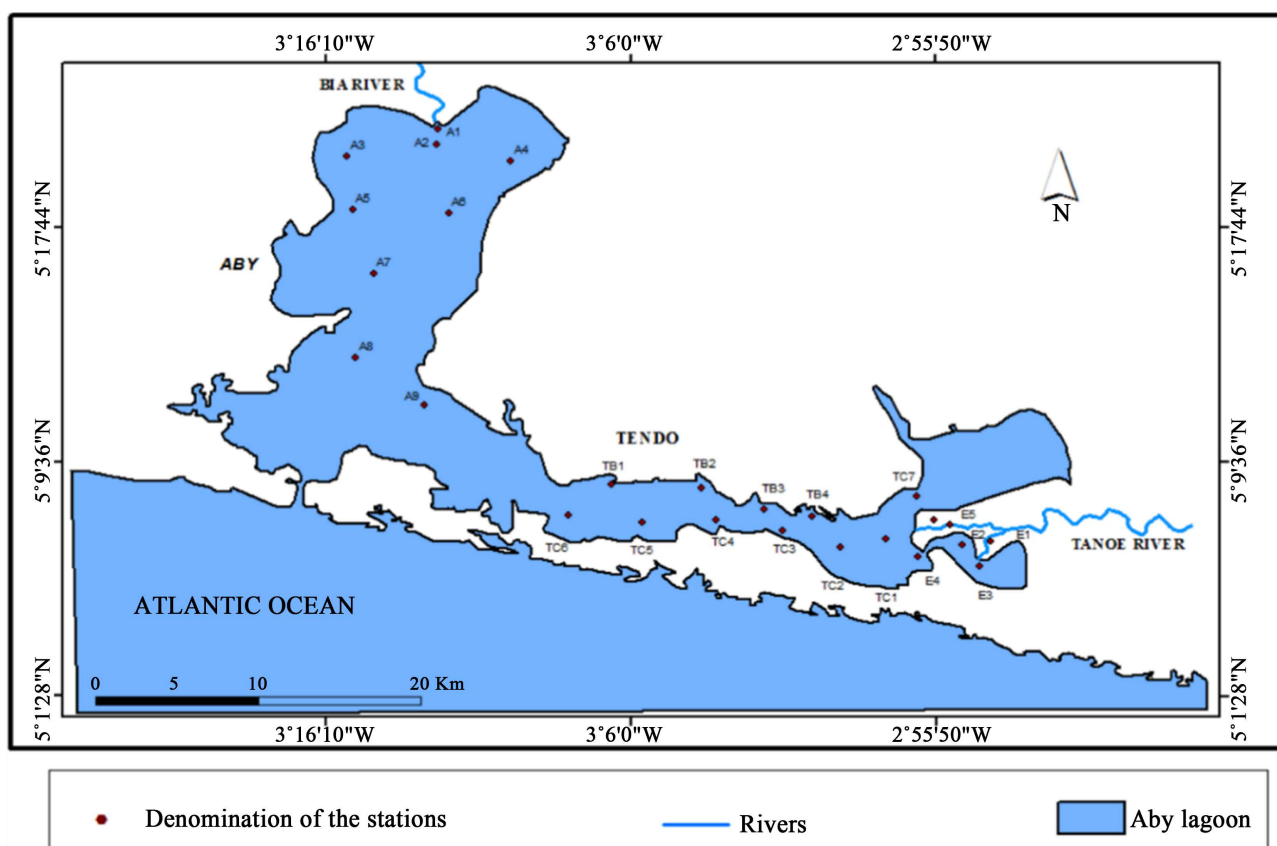 3°16'10"W 3°6'0"W 2°55'50"W
BIA RIVER
A1
A2
A3
A4
A5
A6
5°17'44"N
5°17'44"N
N
ABY
A7
A8
A9
TENDO
5°9'36"N
5°9'36"N
TB1
TB2
TC7
TB3
TB4
E5
E2
E1
TANOE RIVER
TC6
TC5
TC4
TC3
E4
TC2
TC1
E3
ATLANTIC OCEAN
0 5 10 20 Km
5°1'28"N
5°1'28"N
3°16'10"W 3°6'0"W 2°55'50"W
Denomination of the stations
Rivers
Aby lagoon